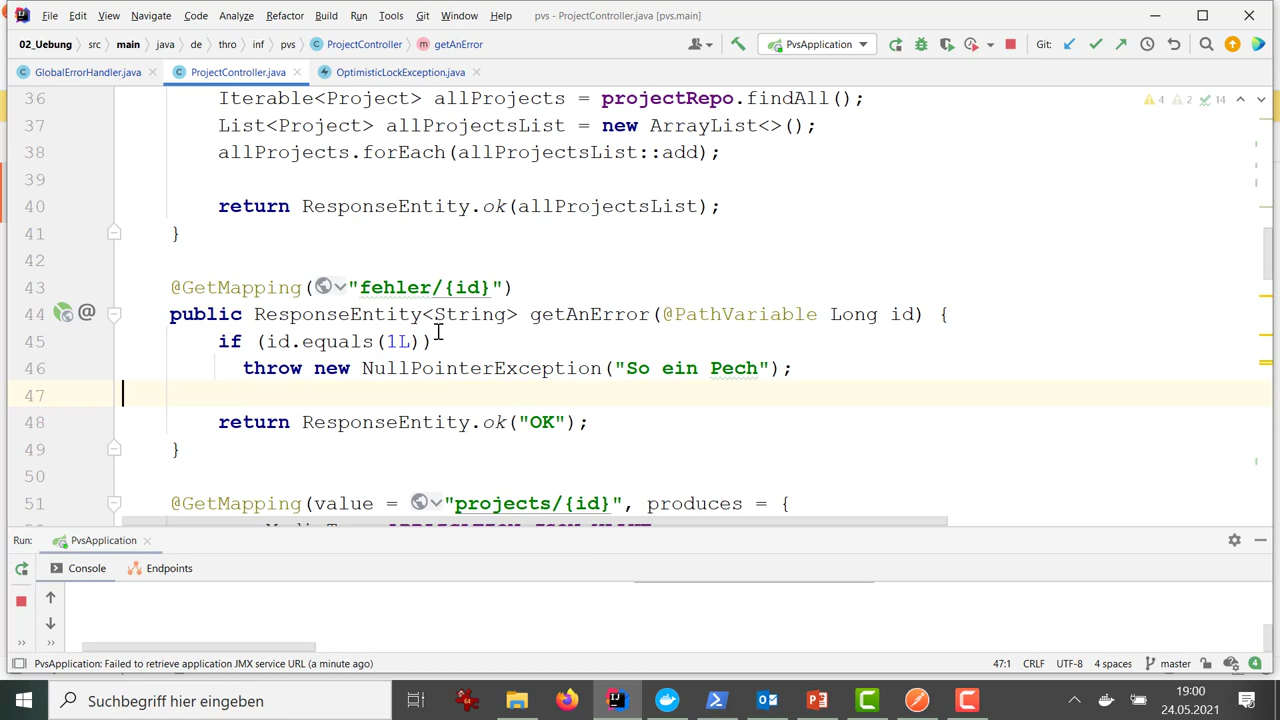 File Edit View Navigate Code Analyze Refactor Build Run Tools Git Window Help pvs - ProjectController.java [pvs.main]
02_Uebung src main java de thro inf pvs ProjectController getAnError PvsApplication Git:
GlobalErrorHandler.java ProjectController.java OptimisticLockException.java
36 Iterable<Project> allProjects = projectRepo.findAll(); 4 2 14
37 List<Project> allProjectsList = new ArrayList<>();
38 allProjects.forEach(allProjectsList::add);
39
40 return ResponseEntity.ok(allProjectsList);
41 }
42
43 @GetMapping("fehler/{id}")
44 public ResponseEntity<String> getAnError(@PathVariable Long id) {
45 if (id.equals(1L))
46 throw new NullPointerException("So ein Pech");
47
48 return ResponseEntity.ok("OK");
49 }
50
51 @GetMapping(value = "projects/{id}", produces = {
Run: PvsApplication
Console Endpoints
PvsApplication: Failed to retrieve application JMX service URL (a minute ago) 47:1 CRLF UTF-8 4 spaces master 4
Suchbegriff hier eingeben 19:00
24.05.2021